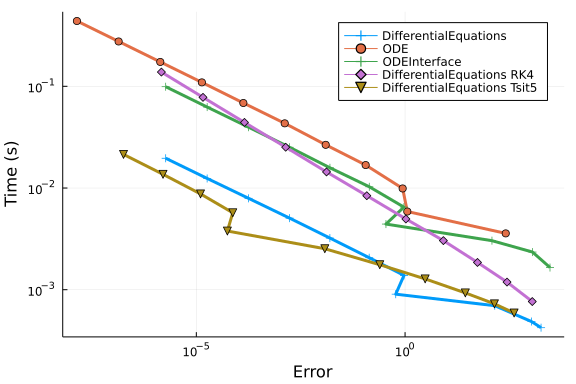 DifferentialEquations
ODE
ODEInterface
DifferentialEquations RK4
DifferentialEquations Tsit5
Time (s)
10⁻¹
10⁻²
10⁻³
10⁻⁵
10⁰
Error